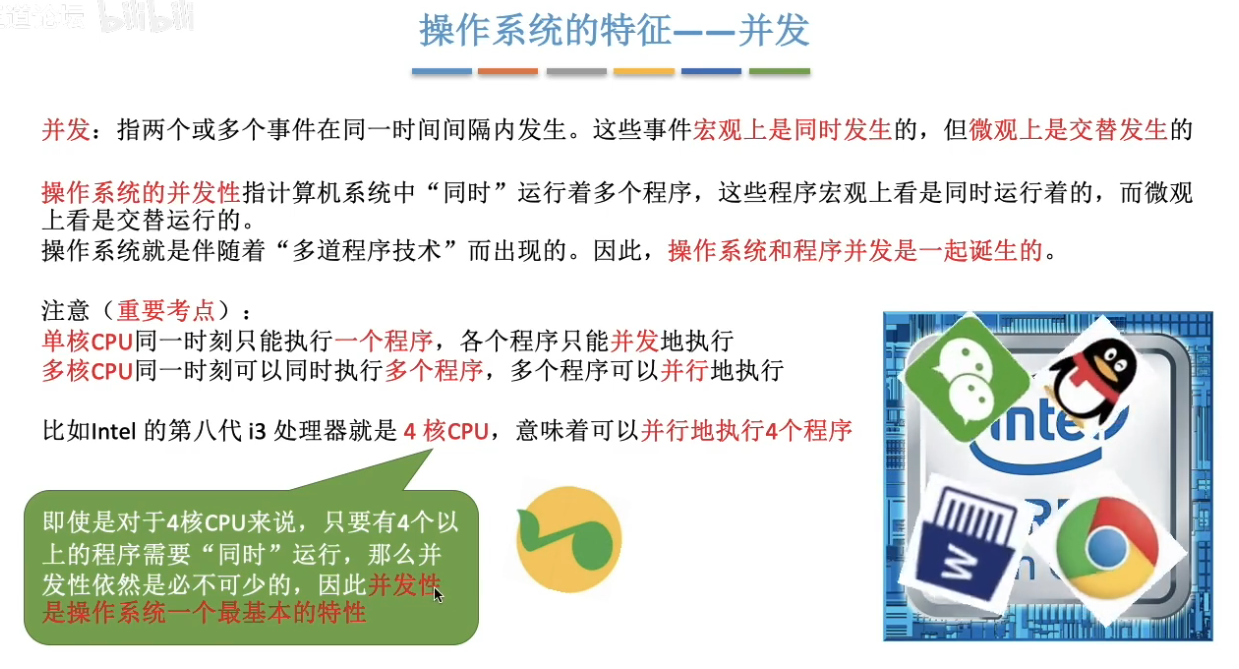 道论坛 bilibili
操作系统的特征——并发
并发：指两个或多个事件在同一时间间隔内发生。这些事件宏观上是同时发生的，但微观上是交替发生的
操作系统的并发性指计算机系统中“同时”运行着多个程序，这些程序宏观上看是同时运行着的，而微观
上看是交替运行的。
操作系统就是伴随着“多道程序技术”而出现的。因此，操作系统和程序并发是一起诞生的。
注意（重要考点）：
单核CPU同一时刻只能执行一个程序，各个程序只能并发地执行
多核CPU同一时刻可以同时执行多个程序，多个程序可以并行地执行
比如Intel 的第八代 i3 处理器就是 4 核CPU，意味着可以并行地执行4个程序
即使是对于4核CPU来说，只要有4个以
上的程序需要“同时”运行，那么并
发性依然是必不可少的，因此并发性
是操作系统一个最基本的特性
intel
W